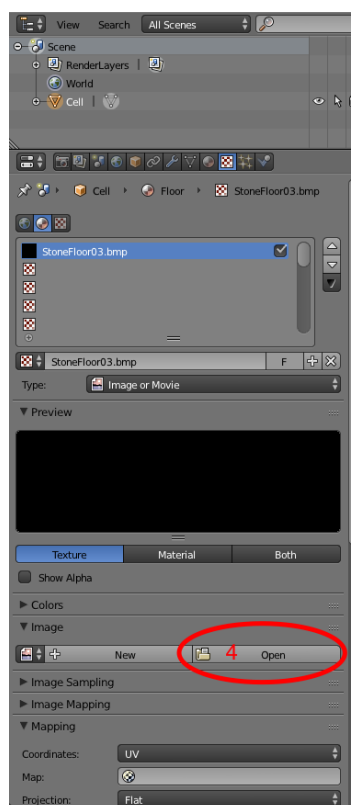 View Search All Scenes
Scene
RenderLayers
World
Cell
Cell Floor StoneFloor03.bmp
StoneFloor03.bmp
StoneFloor03.bmp F
Type: Image or Movie
Preview
Texture Material Both
Show Alpha
Colors
Image
New 4 Open
Image Sampling
Image Mapping
Mapping
Coordinates: UV
Map:
Projection: Flat